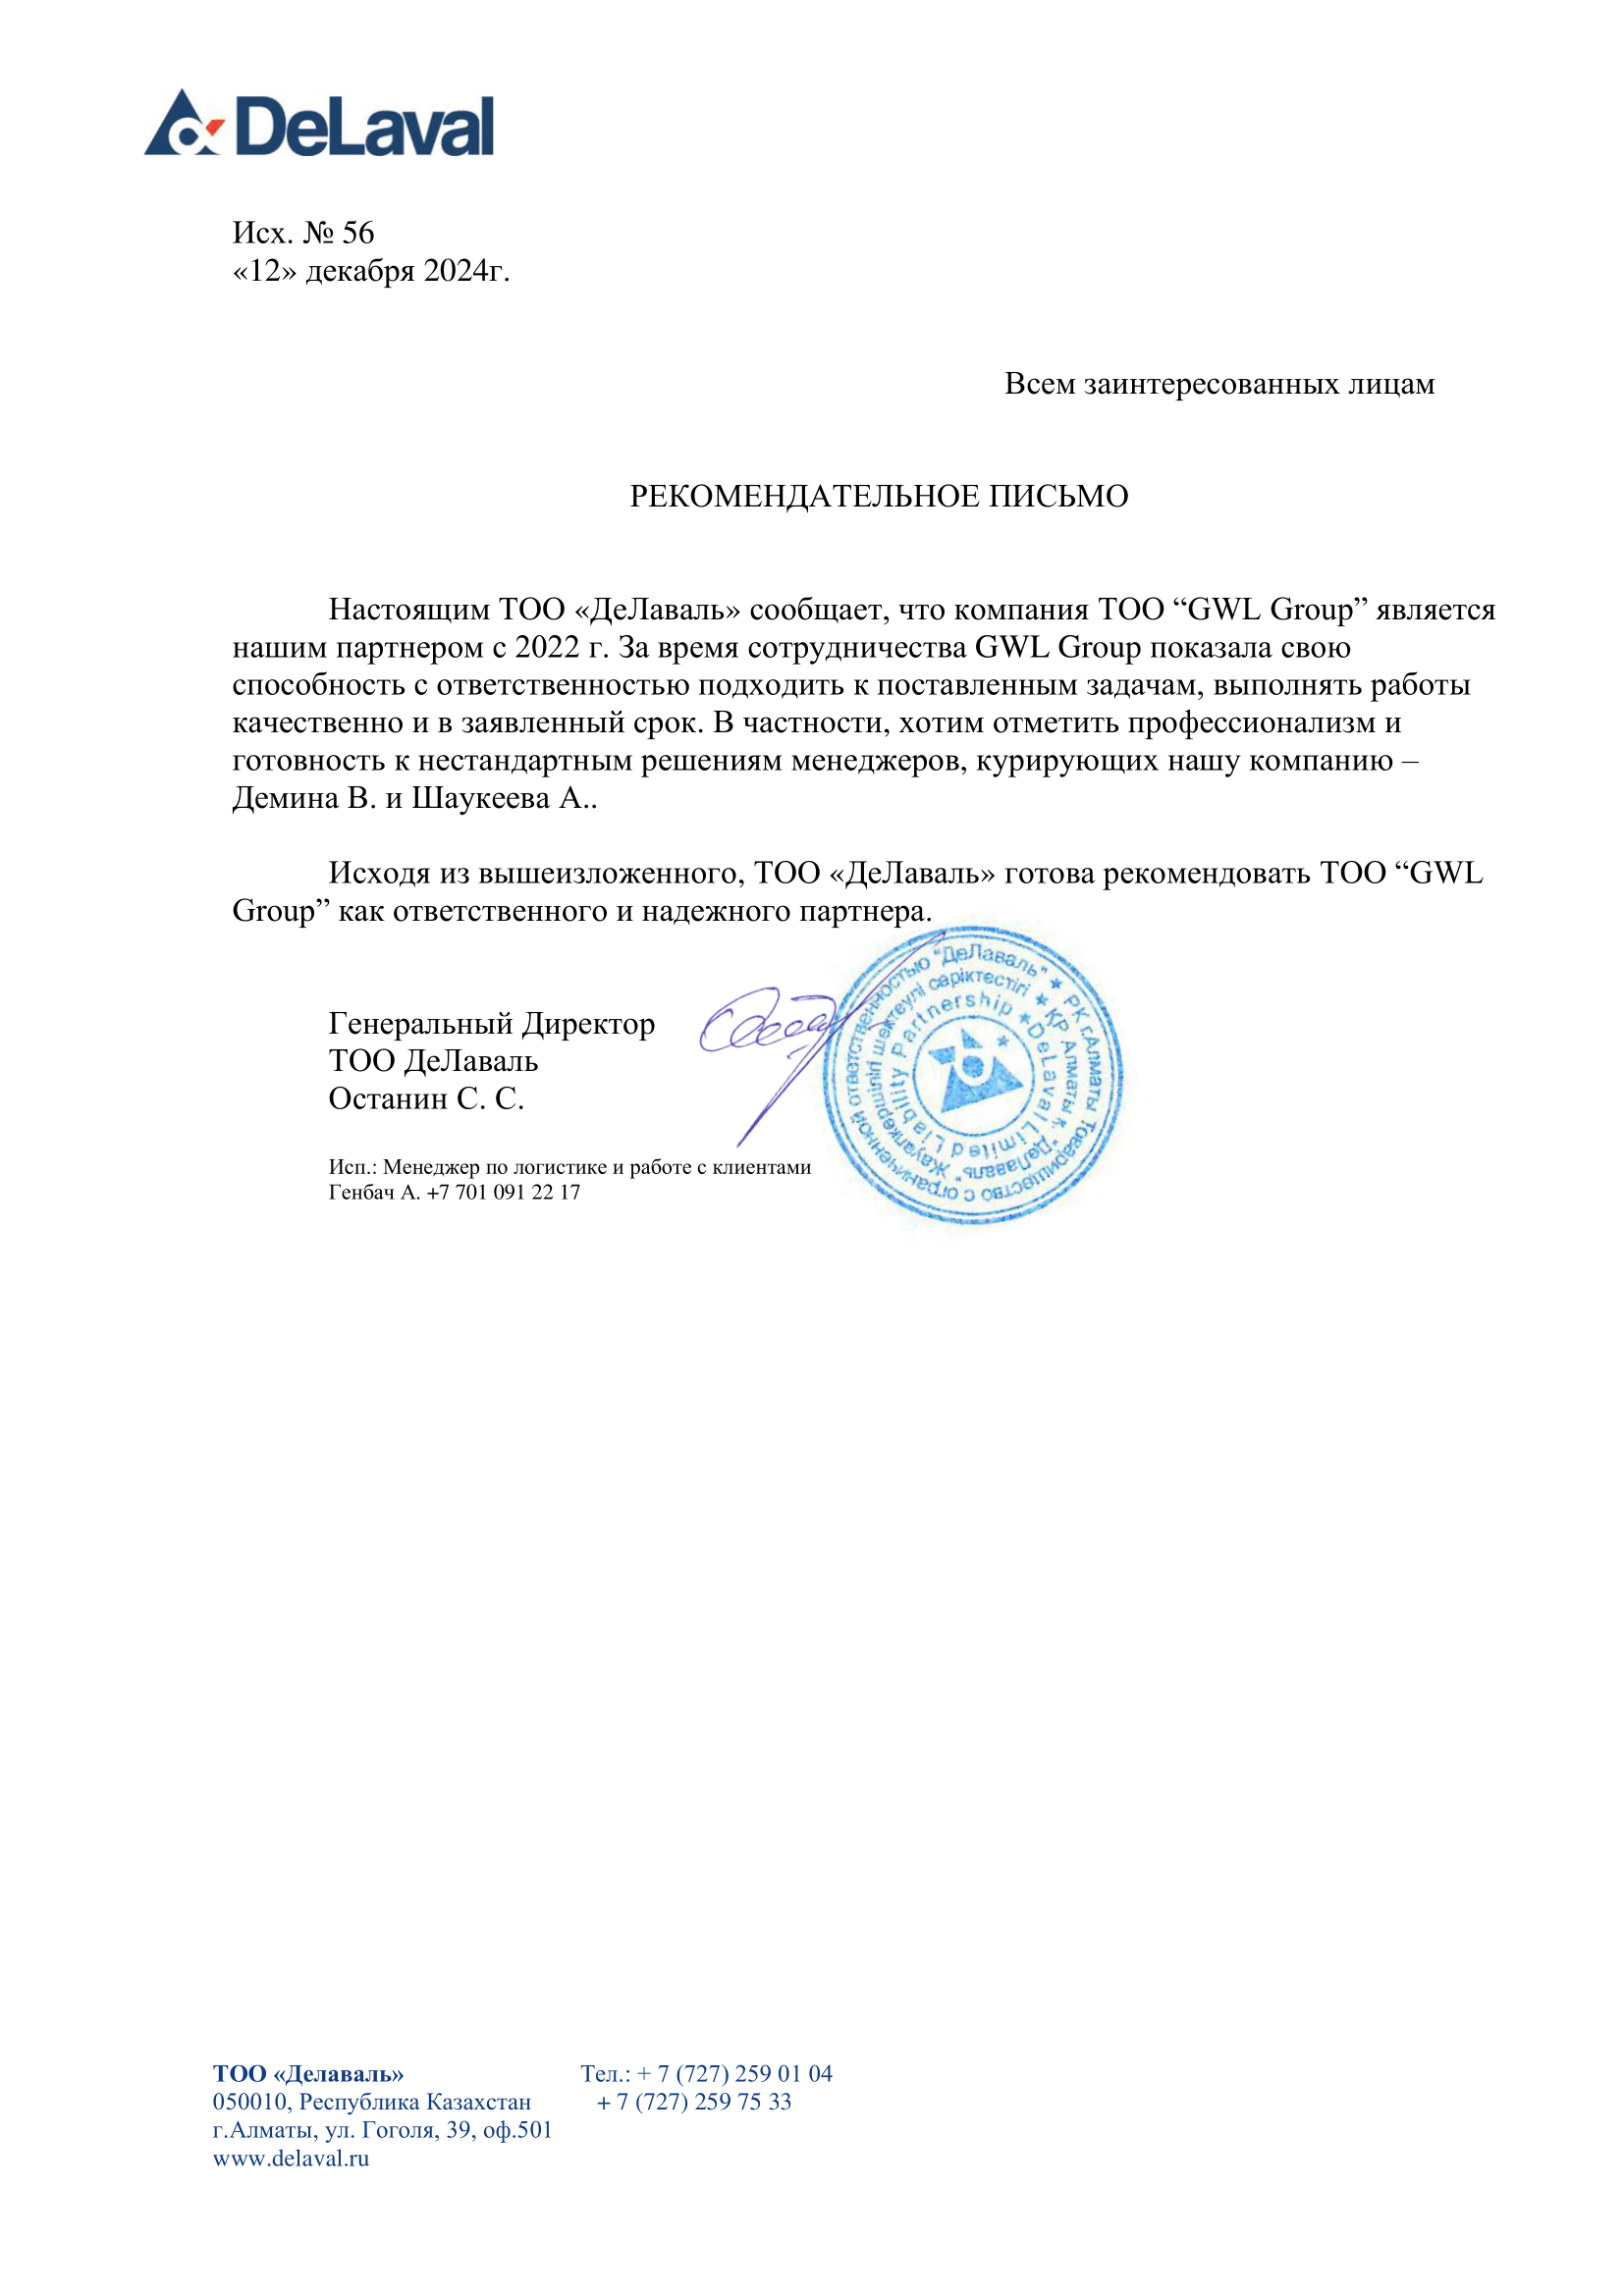 DeLaval
Исх. № 56
«12» декабря 2024г.
Всем заинтересованных лицам
РЕКОМЕНДАТЕЛЬНОЕ ПИСЬМО
Настоящим ТОО «ДеЛаваль» сообщает, что компания ТОО “GWL Group” является
нашим партнером с 2022 г. За время сотрудничества GWL Group показала свою
способность с ответственностью подходить к поставленным задачам, выполнять работы
качественно и в заявленный срок. В частности, хотим отметить профессионализм и
готовность к нестандартным решениям менеджеров, курирующих нашу компанию –
Демина В. и Шаукеева А..
Исходя из вышеизложенного, ТОО «ДеЛаваль» готова рекомендовать ТОО “GWL
Group” как ответственного и надежного партнера.
Генеральный Директор
ТОО ДеЛаваль
Останин С. С.
РК г.Алматы Товарищество с ограниченной ответственностью "ДеЛаваль" ★
ҚР Алматы қ. "ДеЛаваль" Жауапкершілігі шектеулі серіктестігі ★
DeLaval Limited Liability Partnership ★
Исп.: Менеджер по логистике и работе с клиентами
Генбач А. +7 701 091 22 17
ТОО «Делаваль» Тел.: + 7 (727) 259 01 04
050010, Республика Казахстан + 7 (727) 259 75 33
г.Алматы, ул. Гоголя, 39, оф.501
www.delaval.ru